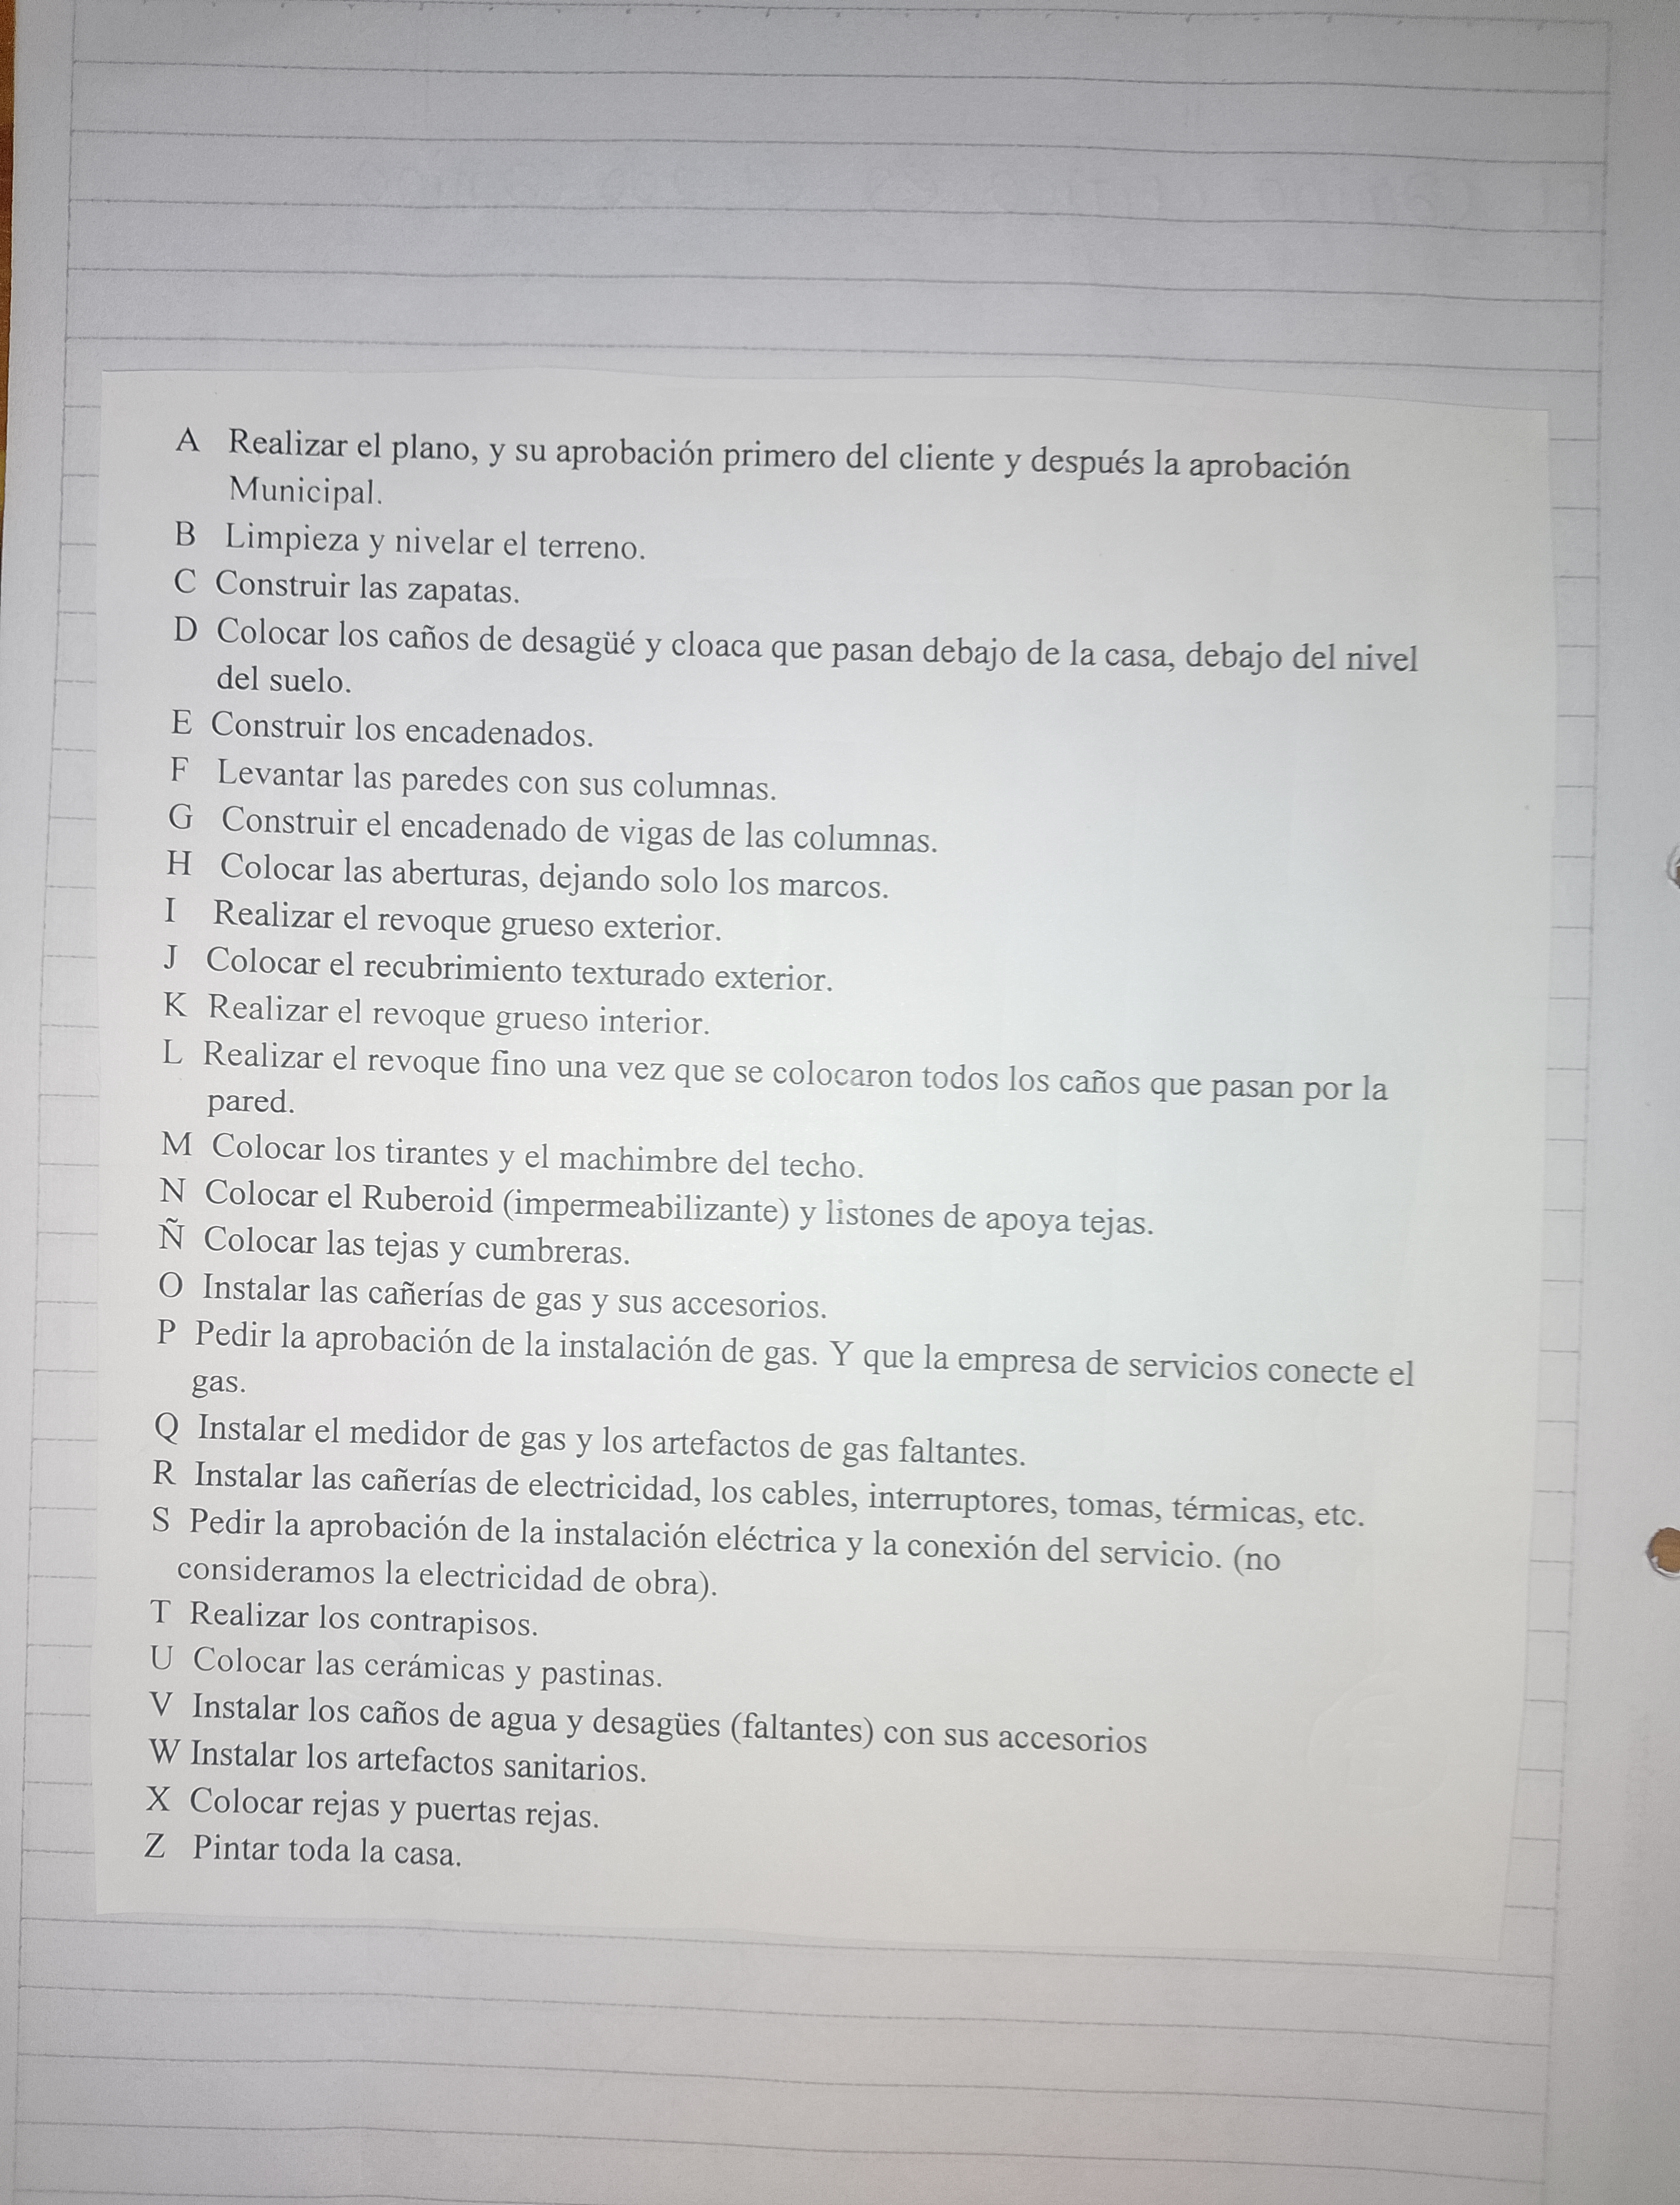 A Realizar el plano, y su aprobación primero del cliente y después la aprobación
Municipal.
B Limpieza y nivelar el terreno.
C Construir las zapatas.
D Colocar los caños de desagüé y cloaca que pasan debajo de la casa, debajo del nivel
del suelo.
E Construir los encadenados.
F Levantar las paredes con sus columnas.
G Construir el encadenado de vigas de las columnas.
H Colocar las aberturas, dejando solo los marcos.
I Realizar el revoque grueso exterior.
J Colocar el recubrimiento texturado exterior.
K Realizar el revoque grueso interior.
L Realizar el revoque fino una vez que se colocaron todos los caños que pasan por la
pared.
M Colocar los tirantes y el machimbre del techo.
N Colocar el Ruberoid (impermeabilizante) y listones de apoya tejas.
Ñ Colocar las tejas y cumbreras.
O Instalar las cañerías de gas y sus accesorios.
P Pedir la aprobación de la instalación de gas. Y que la empresa de servicios conecte el
gas.
Q Instalar el medidor de gas y los artefactos de gas faltantes.
R Instalar las cañerías de electricidad, los cables, interruptores, tomas, térmicas, etc.
S Pedir la aprobación de la instalación eléctrica y la conexión del servicio. (no
consideramos la electricidad de obra).
T Realizar los contrapisos.
U Colocar las cerámicas y pastinas.
V Instalar los caños de agua y desagües (faltantes) con sus accesorios
W Instalar los artefactos sanitarios.
X Colocar rejas y puertas rejas.
Z Pintar toda la casa.